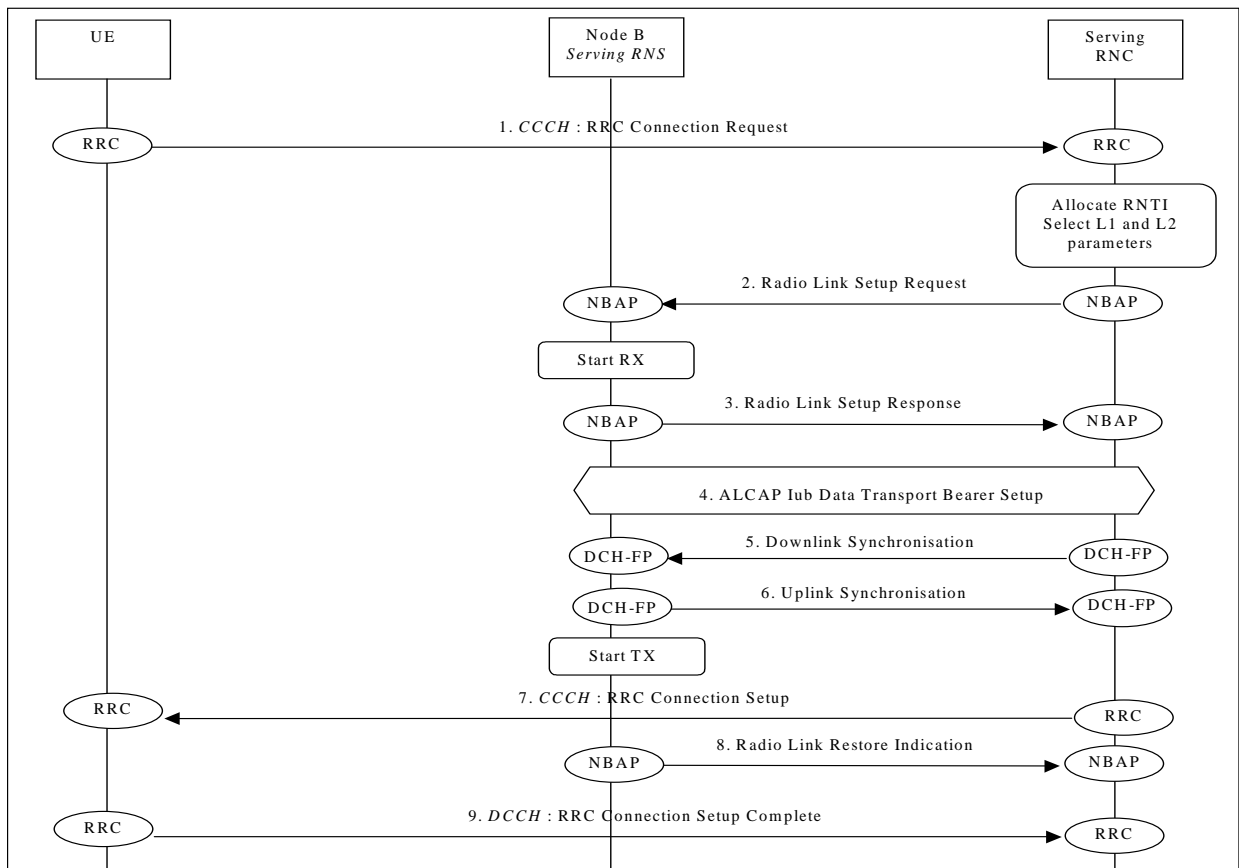 UE
Node B
Serving RNS
Serving
RNC
1. CCCH : RRC Connection Request
RRC
RRC
Allocate RNTI
Select L1 and L2
parameters
2. Radio Link Setup Request
NBAP
NBAP
Start RX
3. Radio Link Setup Response
NBAP
NBAP
4. ALCAP Iub Data Transport Bearer Setup
5. Downlink Synchronisation
DCH-FP
DCH-FP
6. Uplink Synchronisation
DCH-FP
DCH-FP
Start TX
7. CCCH : RRC Connection Setup
RRC
RRC
8. Radio Link Restore Indication
NBAP
NBAP
9. DCCH : RRC Connection Setup Complete
RRC
RRC